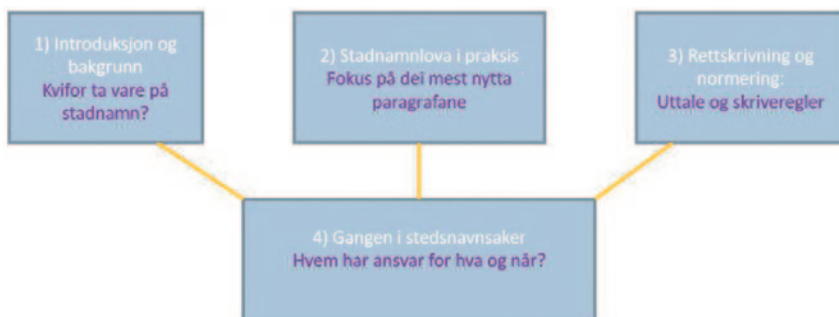 1) Introduksjon og
bakgrunn
Kvifor ta vare på
stadnamn?
2) Stadnamnlova i praksis
Fokus på dei mest nytta
paragrafane
3) Rettskrivning og
normering:
Uttale og skriveregler
4) Gangen i stedsnavnsaker
Hvem har ansvar for hva og når?